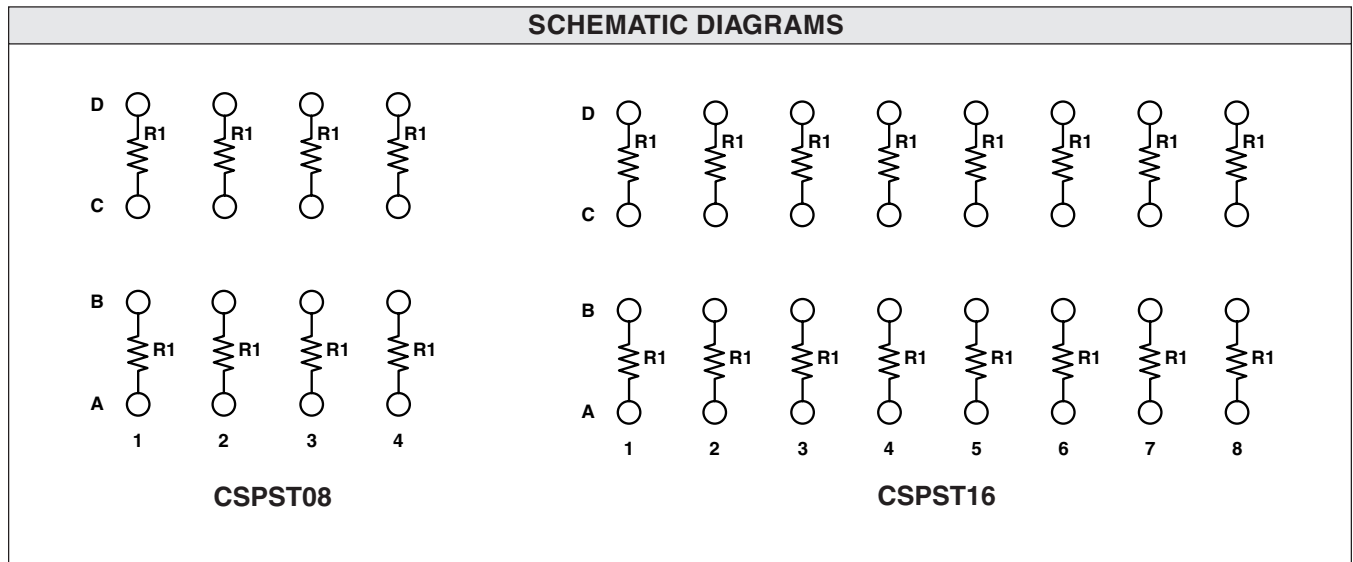 SCHEMATIC DIAGRAMS
D
R1 R1 R1 R1
C
B
R1 R1 R1 R1
A
1 2 3 4
CSPST08
D
R1 R1 R1 R1 R1 R1 R1 R1
C
B
R1 R1 R1 R1 R1 R1 R1 R1
A
1 2 3 4 5 6 7 8
CSPST16